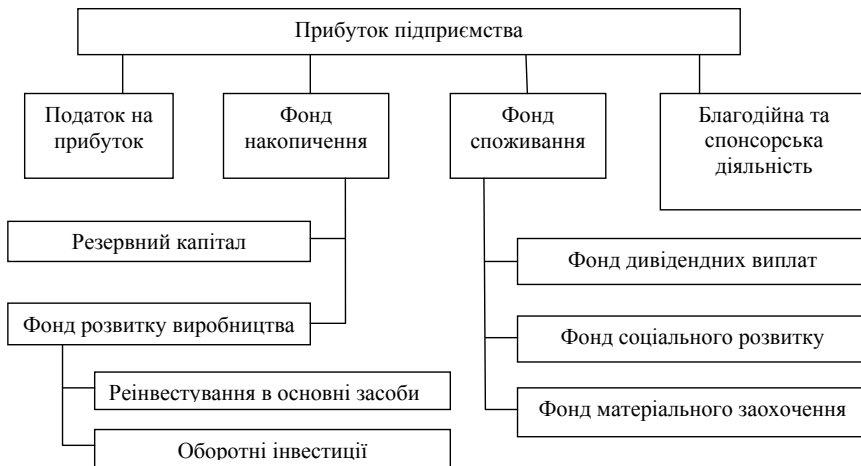 Прибуток підприємства
Податок на
прибуток
Фонд
накопичення
Фонд
споживання
Благодійна та
спонсорська
діяльність
Резервний капітал
Фонд дивідендних виплат
Фонд розвитку виробництва
Фонд соціального розвитку
Реінвестування в основні засоби
Фонд матеріального заохочення
Оборотні інвестиції